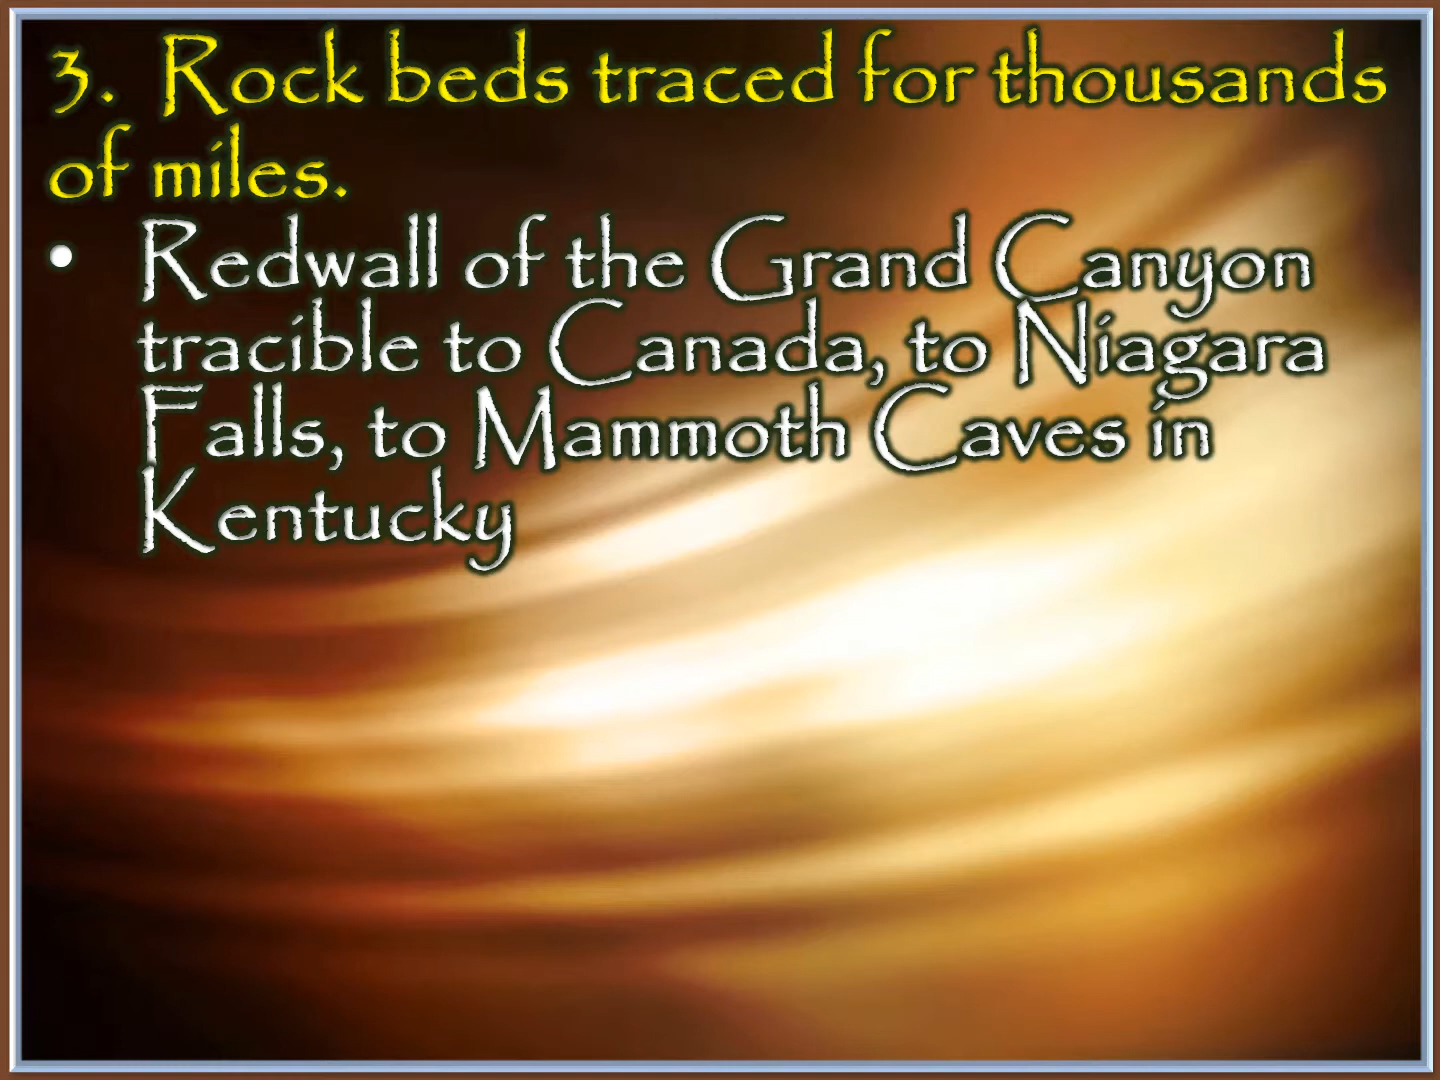 3. Rock beds traced for thousands
of miles.
• Redwall of the Grand Canyon
tracible to Canada, to Niagara
Falls, to Mammoth Caves in
Kentucky